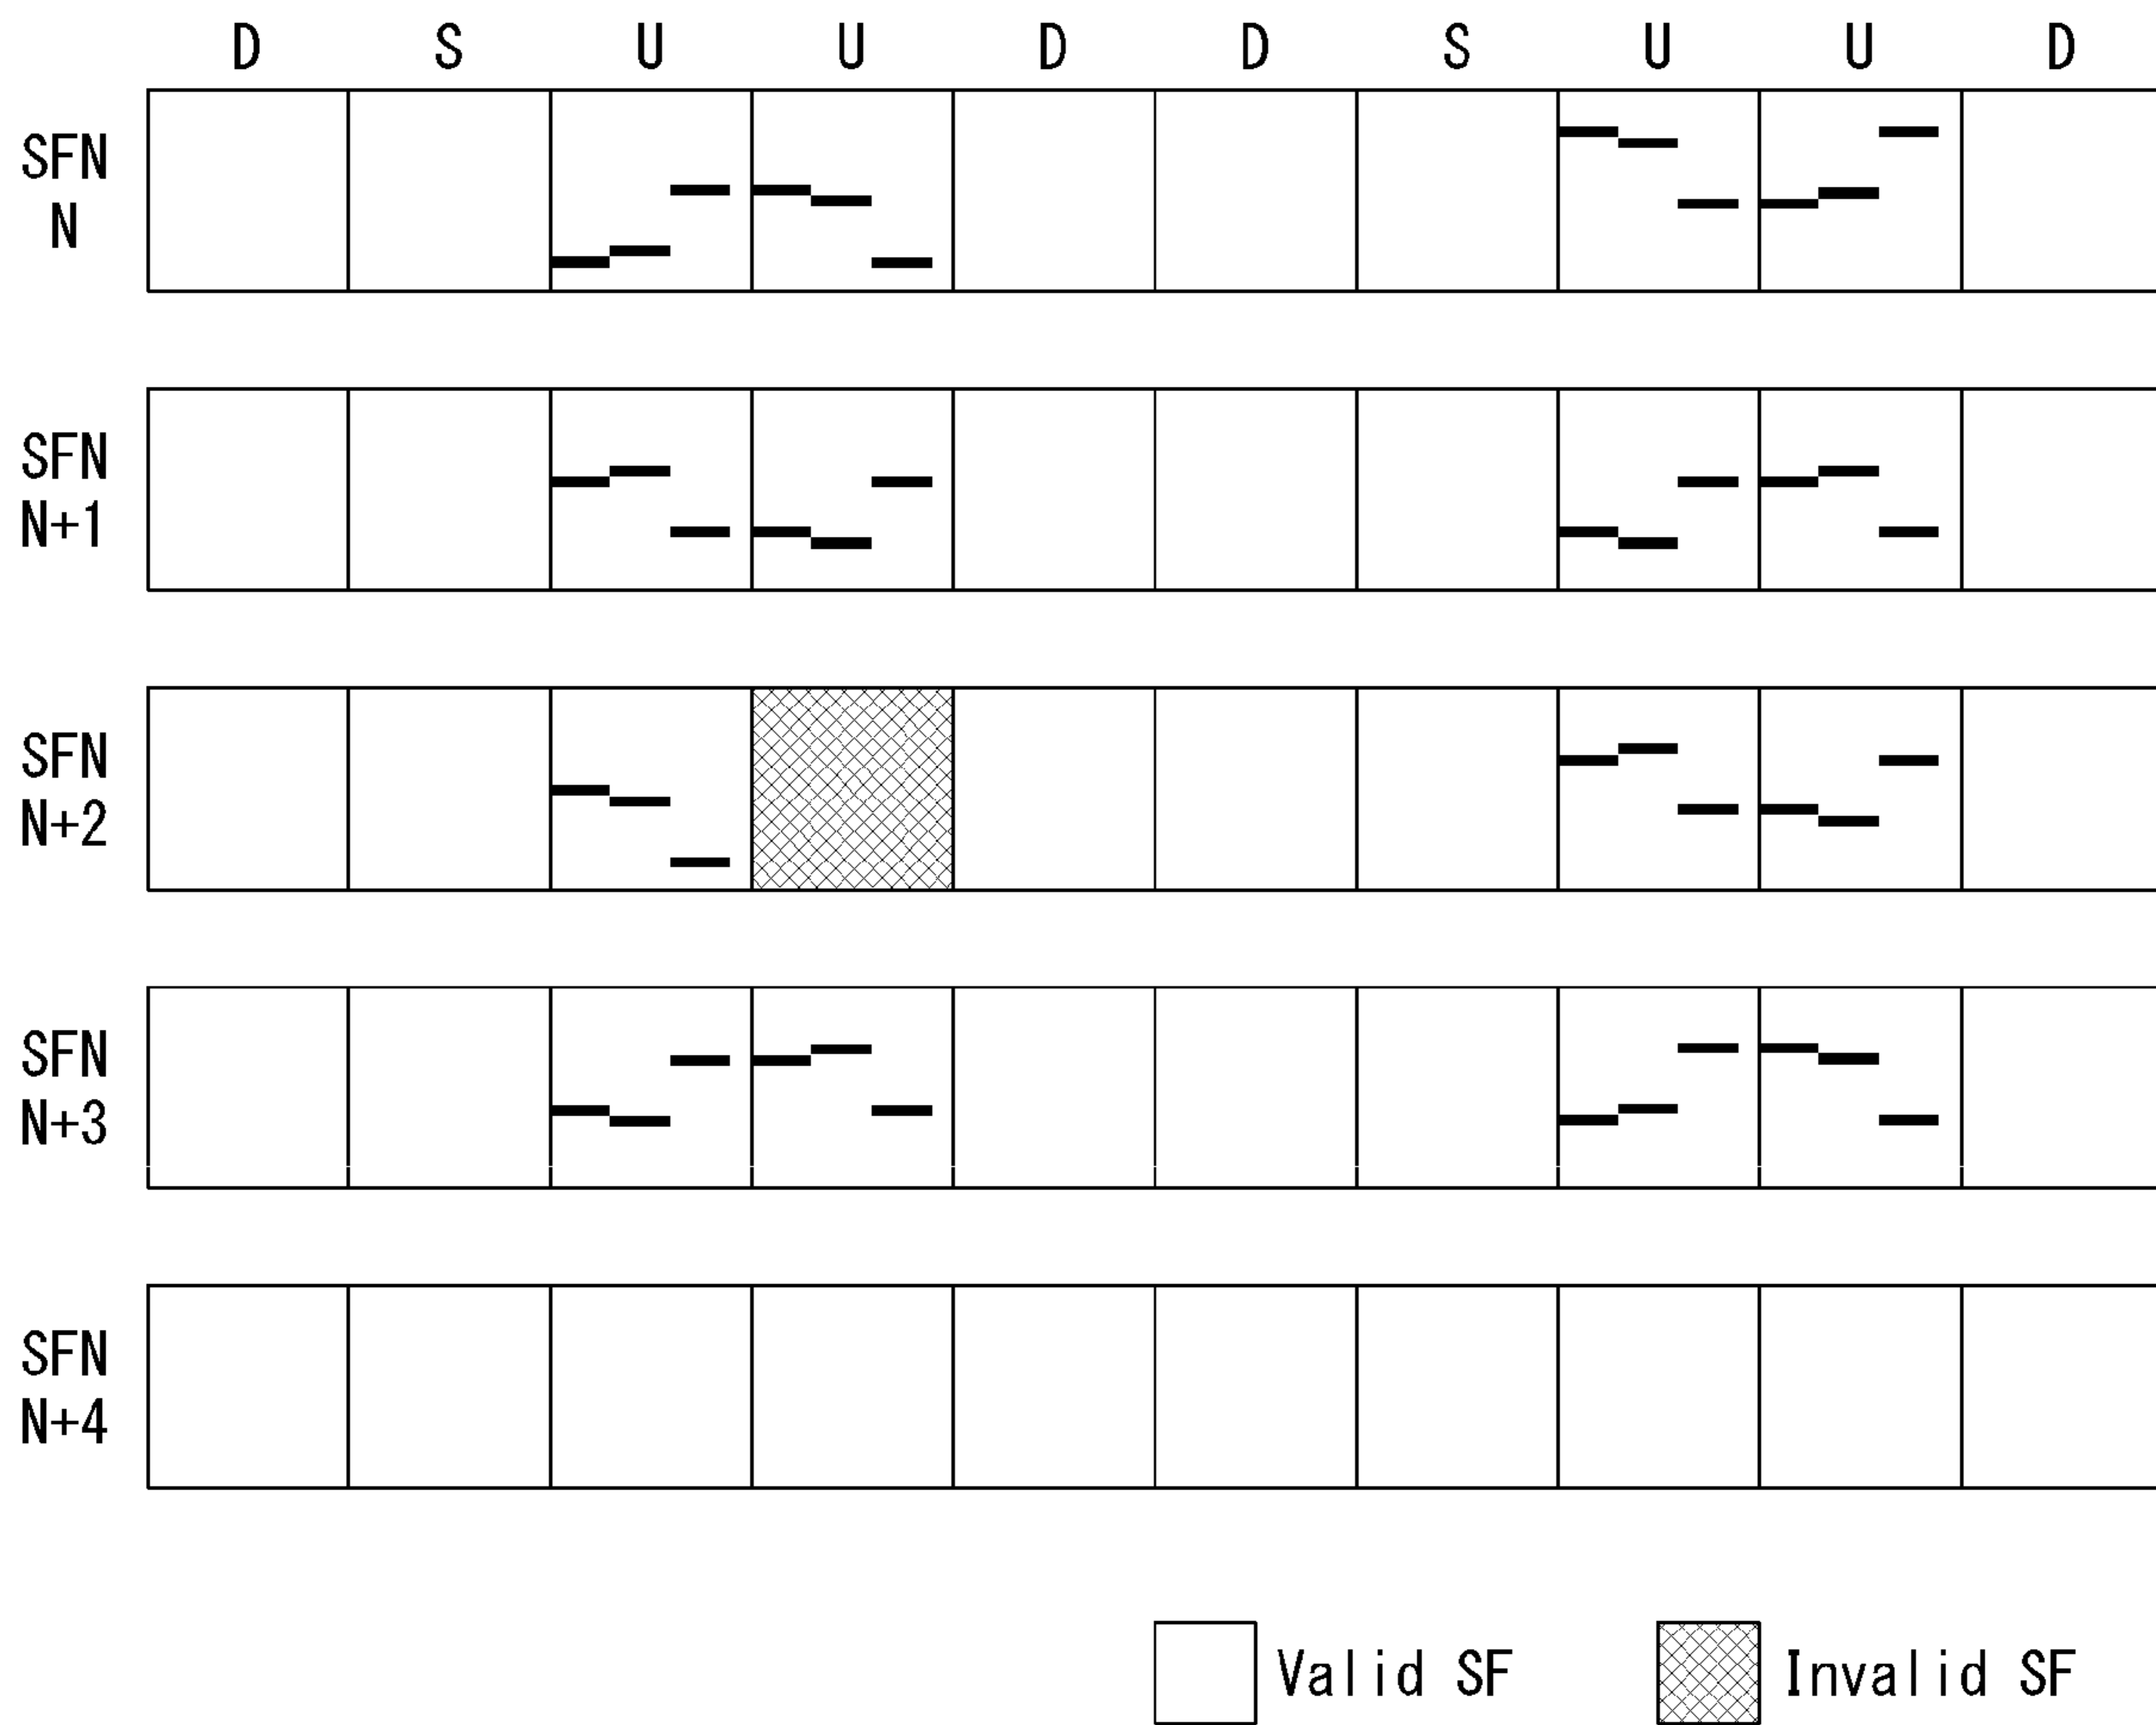 D S U U D D S U U D
SFN
N
SFN
N+1
SFN
N+2
SFN
N+3
SFN
N+4
Valid SF Invalid SF